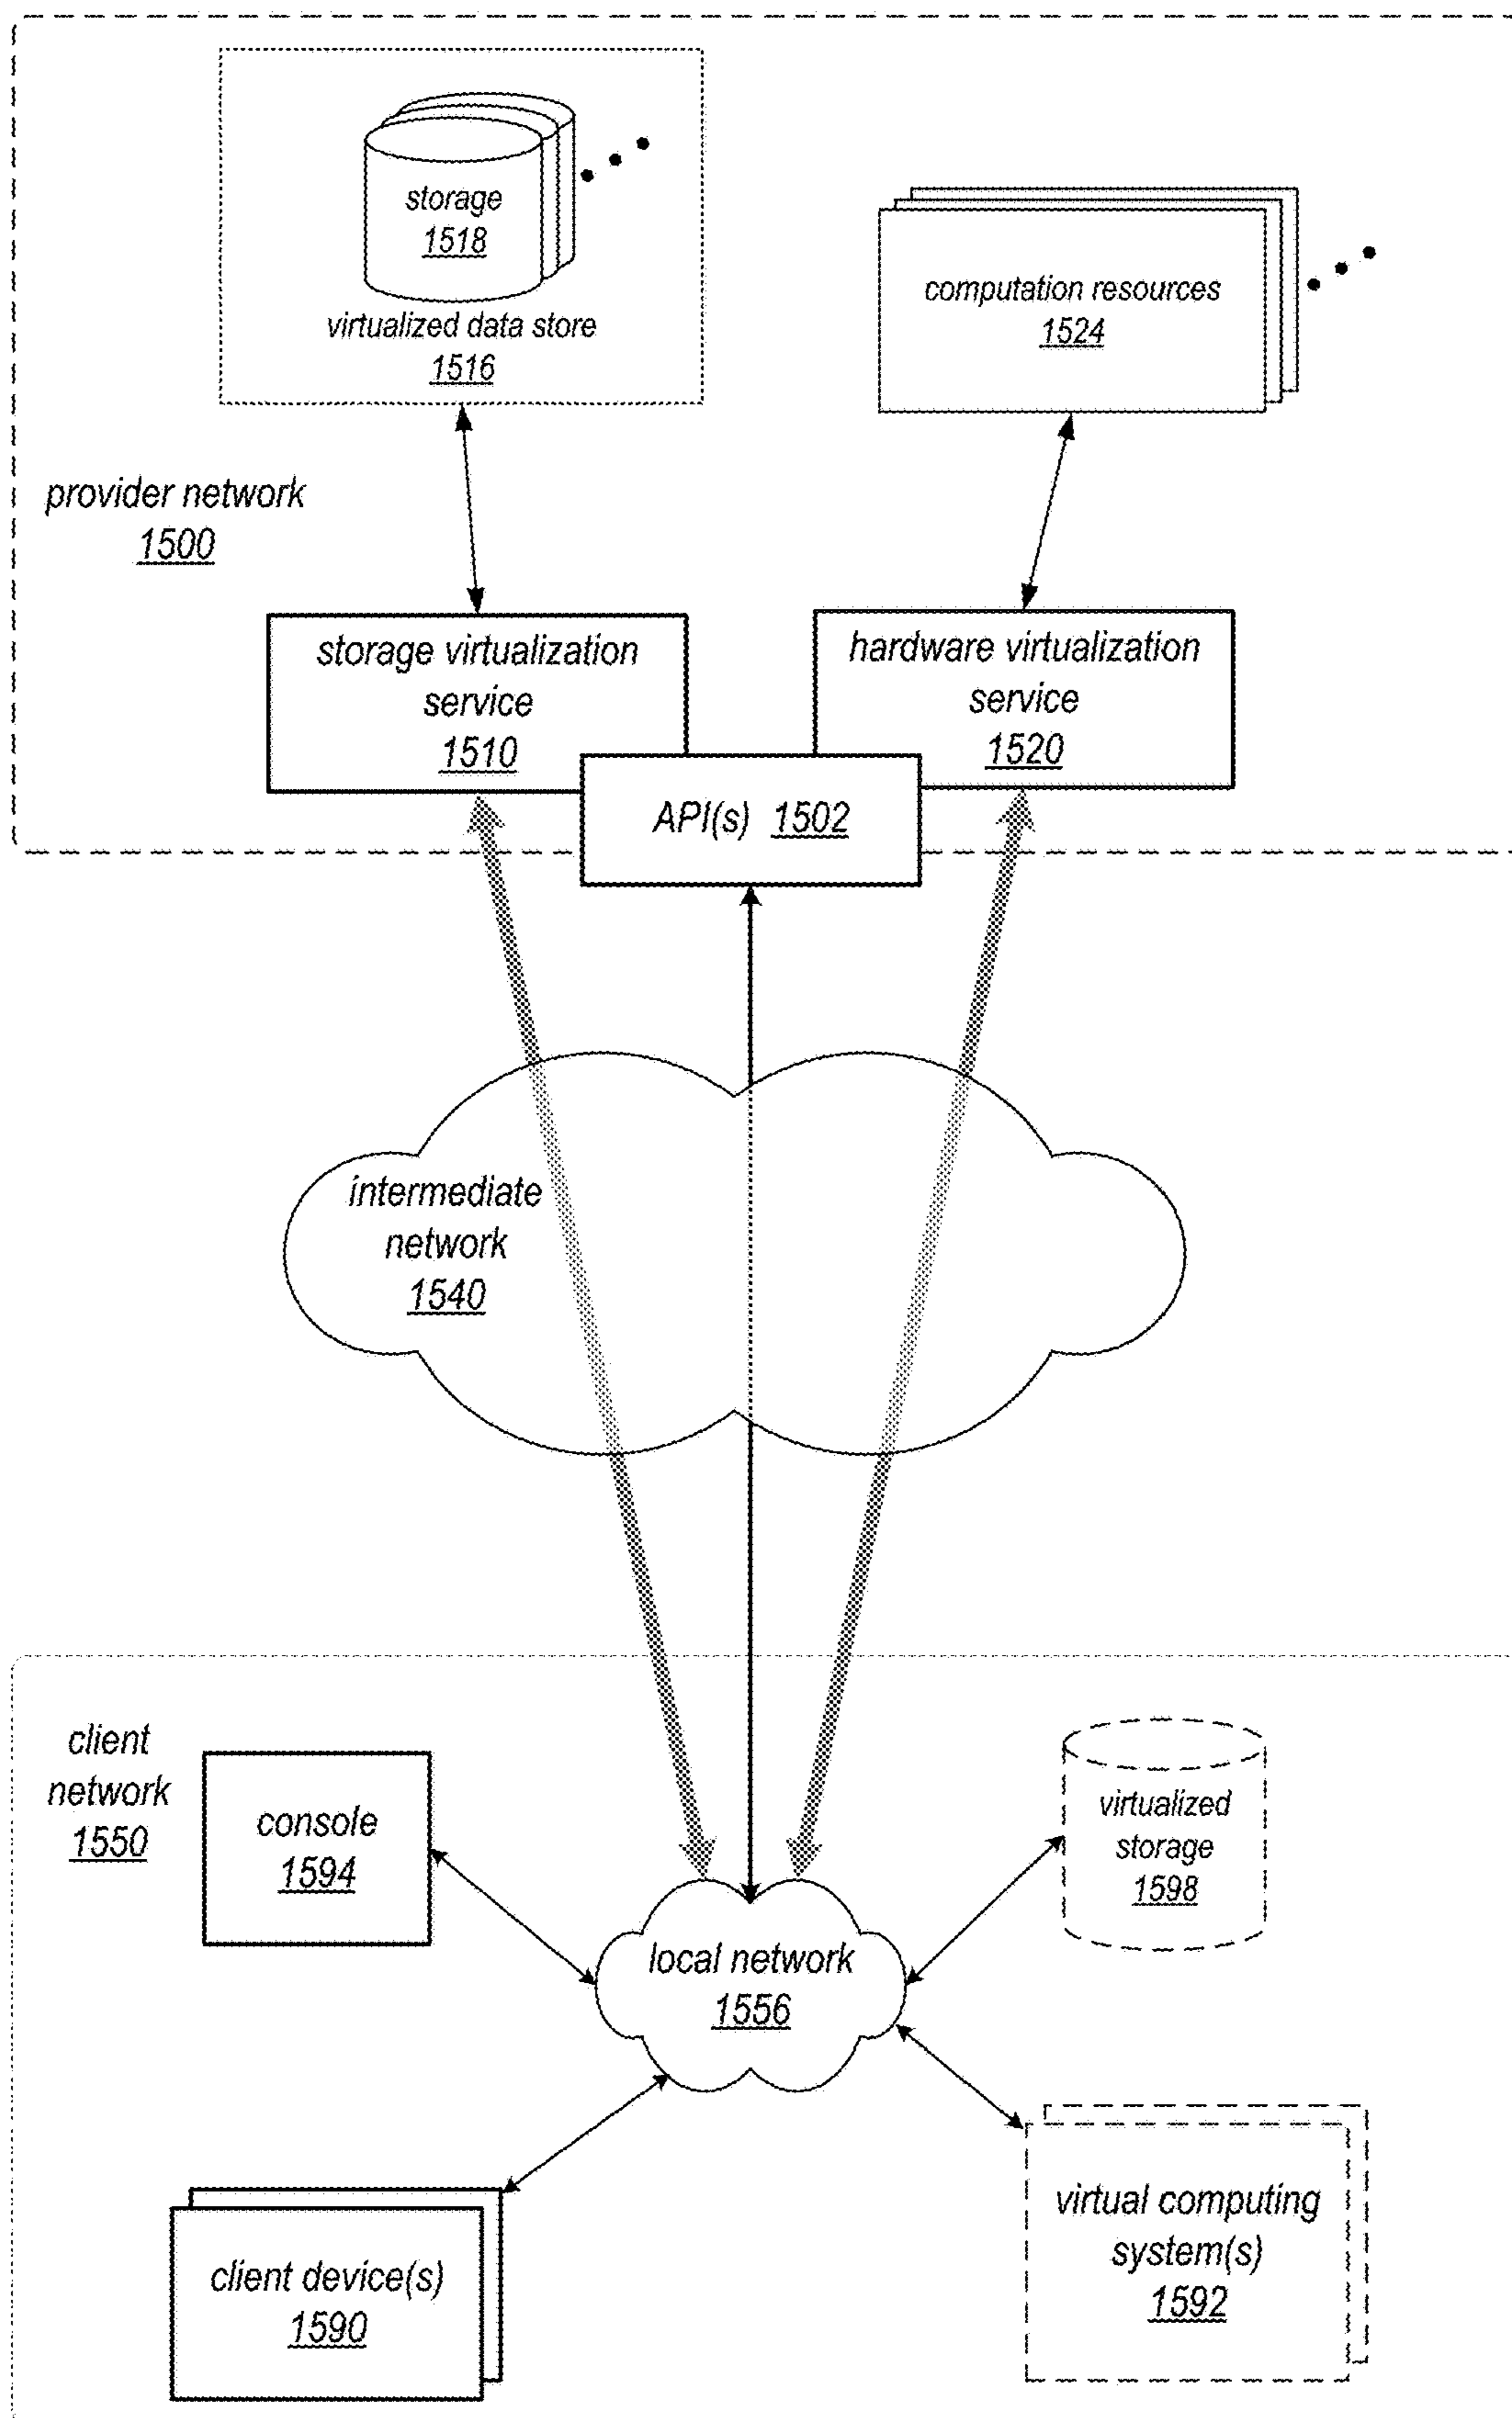 storage
1518
virtualized data store
1516
computation resources
1524
provider network
1500
storage virtualization
service
1510
hardware virtualization
service
1520
API(s) 1502
intermediate
network
1540
client
network
1550
console
1594
virtualized
storage
1598
local network
1556
client device(s)
1590
virtual computing
system(s)
1592